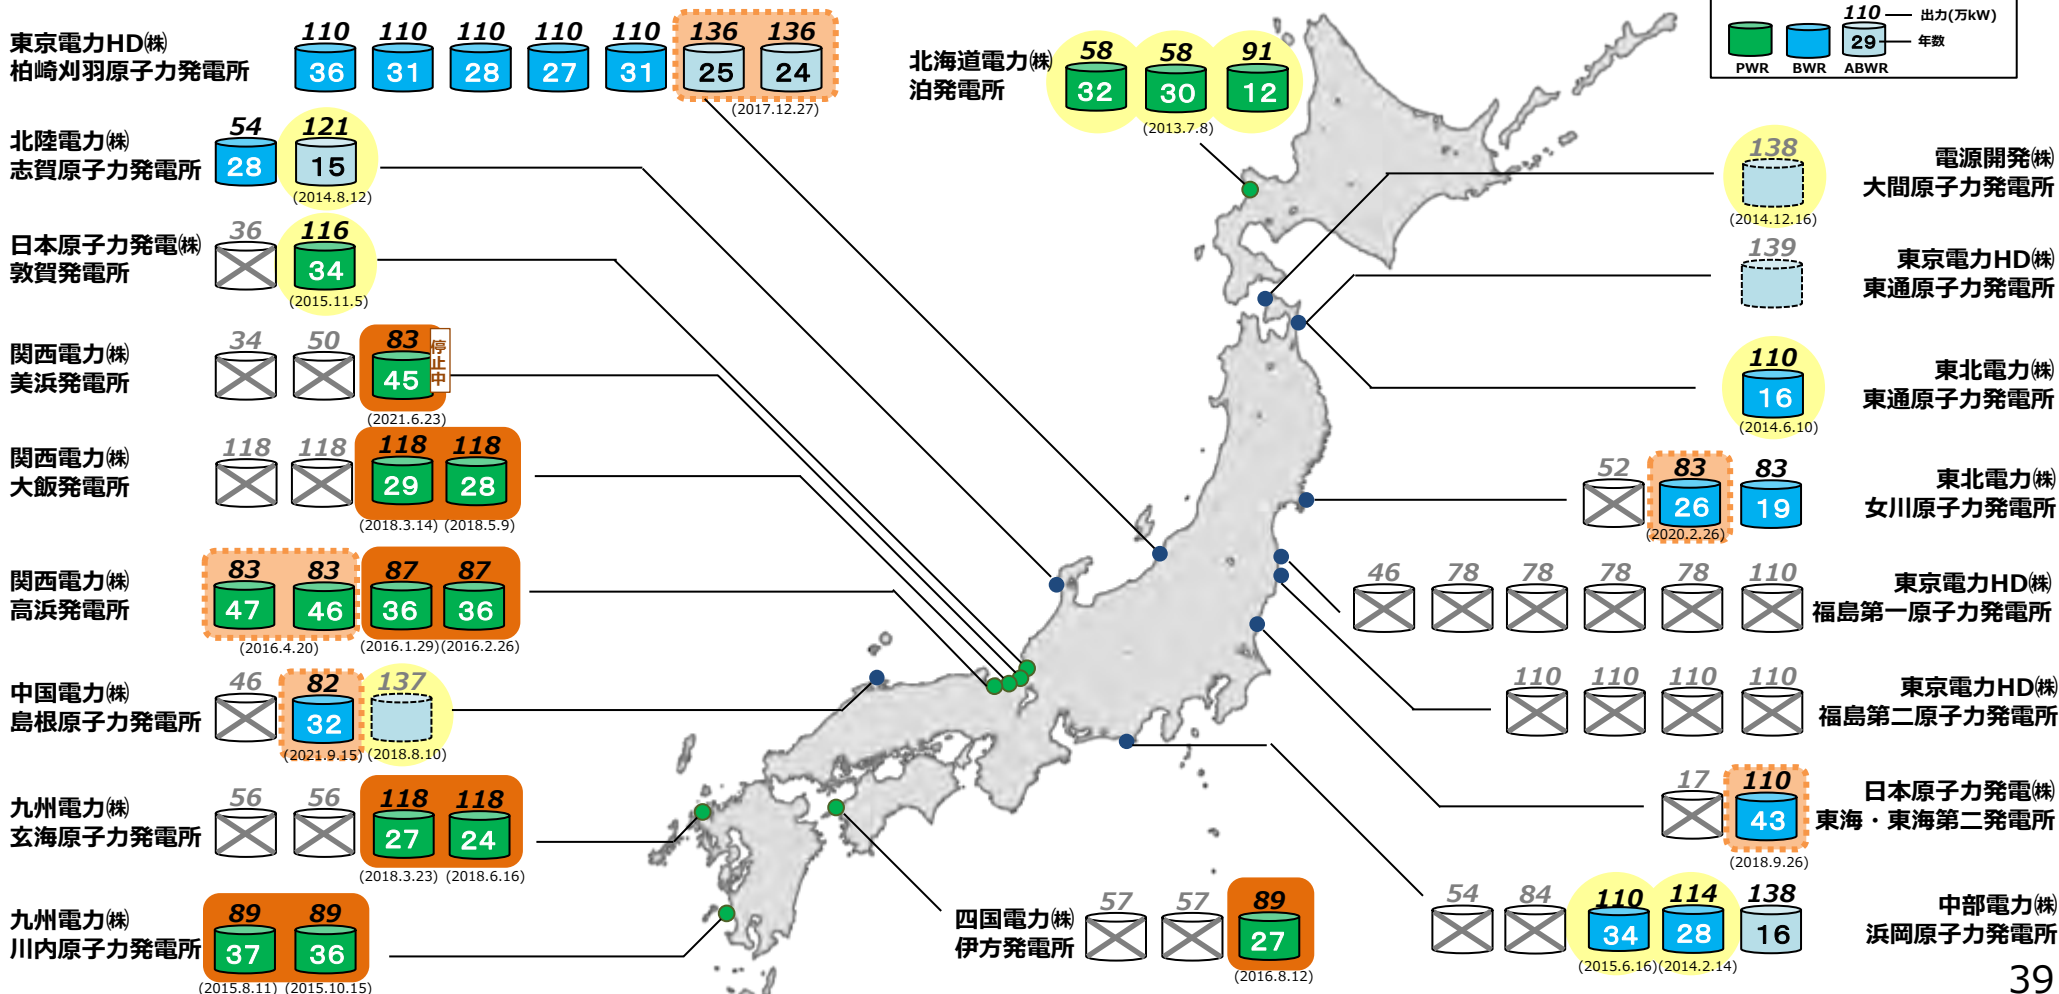 東京電力HD㈱
柏崎刈羽原子力発電所
110 110 110 110 110 136 136
36 31 28 27 31 25 24
(2017.12.27)
北陸電力㈱
志賀原子力発電所
54 121
28 15
(2014.8.12)
日本原子力発電㈱
敦賀発電所
36 116
34
(2015.11.5)
関西電力㈱
美浜発電所
34 50 83
45
停止中
(2021.6.23)
関西電力㈱
大飯発電所
118 118 118 118
29 28
(2018.3.14) (2018.5.9)
関西電力㈱
高浜発電所
83 83 87 87
47 46 36 36
(2016.4.20) (2016.1.29) (2016.2.26)
中国電力㈱
島根原子力発電所
46 82 137
32
(2021.9.15) (2018.8.10)
九州電力㈱
玄海原子力発電所
56 56 118 118
27 24
(2018.3.23) (2018.6.16)
九州電力㈱
川内原子力発電所
89 89
37 36
(2015.8.11) (2015.10.15)
北海道電力㈱
泊発電所
58 58 91
32 30 12
(2013.7.8)
110 出力(万kW)
29 年数
PWR BWR ABWR
138
電源開発㈱
大間原子力発電所
(2014.12.16)
139
東京電力HD㈱
東通原子力発電所
110
16
東北電力㈱
東通原子力発電所
(2014.6.10)
52 83 83
26 19
東北電力㈱
女川原子力発電所
(2020.2.26)
46 78 78 78 78 110
東京電力HD㈱
福島第一原子力発電所
110 110 110 110
東京電力HD㈱
福島第二原子力発電所
17 110
43
日本原子力発電㈱
東海・東海第二発電所
(2018.9.26)
54 84 110 114 138
34 28 16
中部電力㈱
浜岡原子力発電所
(2015.6.16) (2014.2.14)
四国電力㈱
伊方発電所
57 57 89
27
(2016.8.12)
39